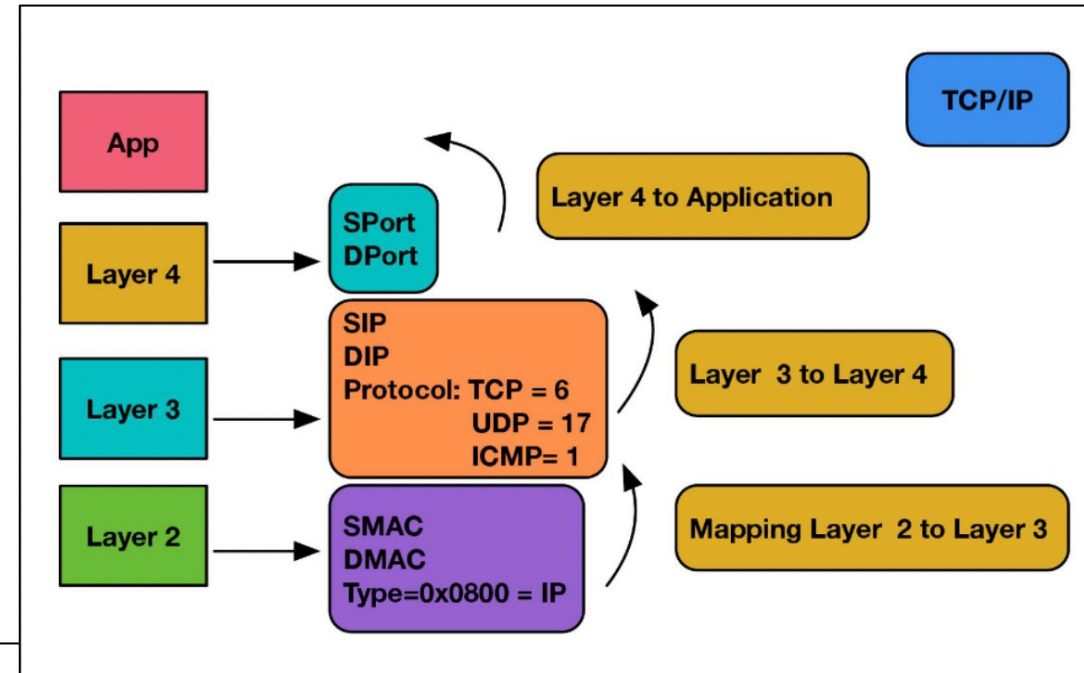 TCP/IP
App
Layer 4 to Application
SPort
DPort
Layer 4
SIP
DIP
Protocol: TCP = 6
UDP = 17
ICMP= 1
Layer 3 to Layer 4
Layer 3
SMAC
DMAC
Type=0x0800 = IP
Mapping Layer 2 to Layer 3
Layer 2